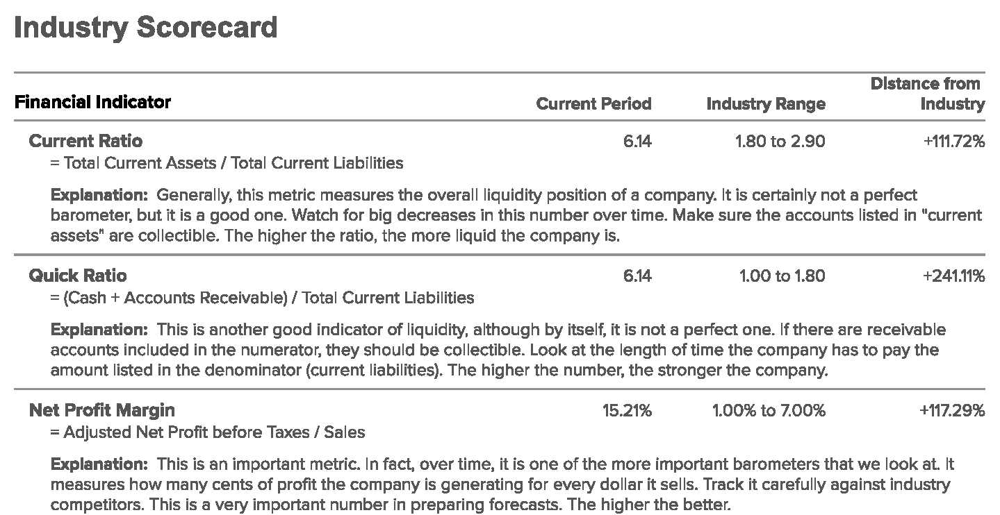 Industry Scorecard
Financial Indicator Current Period Industry Range Distance from Industry
Current Ratio 6.14 1.80 to 2.90 +111.72%
= Total Current Assets / Total Current Liabilities
Explanation: Generally, this metric measures the overall liquidity position of a company. It is certainly not a perfect
barometer, but it is a good one. Watch for big decreases in this number over time. Make sure the accounts listed in "current
assets" are collectible. The higher the ratio, the more liquid the company is.
Quick Ratio 6.14 1.00 to 1.80 +241.11%
= (Cash + Accounts Receivable) / Total Current Liabilities
Explanation: This is another good indicator of liquidity, although by itself, it is not a perfect one. If there are receivable
accounts included in the numerator, they should be collectible. Look at the length of time the company has to pay the
amount listed in the denominator (current liabilities). The higher the number, the stronger the company.
Net Profit Margin 15.21% 1.00% to 7.00% +117.29%
= Adjusted Net Profit before Taxes / Sales
Explanation: This is an important metric. In fact, over time, it is one of the more important barometers that we look at. It
measures how many cents of profit the company is generating for every dollar it sells. Track it carefully against industry
competitors. This is a very important number in preparing forecasts. The higher the better.